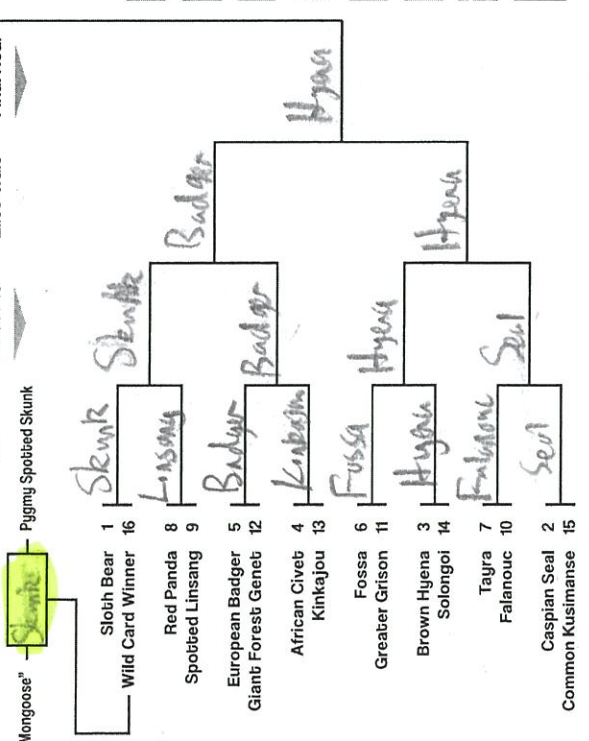 Mongoose"
Skunk
Pygmy Spotted Skunk
Sloth Bear 1
Wild Card Winner 16
Red Panda 8
Spotted Linsang 9
European Badger 5
Giant Forest Genet 12
African Civet 4
Kinkajou 13
Fossa 6
Greater Grison 11
Brown Hyena 3
Solongoi 14
Tayra 7
Falanouc 10
Caspian Seal 2
Common Kusimanse 15
Skunk
Linsang
Badger
Kinkajou
Fossa
Hyena
Falanouc
Seal
Skunk
Badger
Hyena
Seal
Badger
Hyena
Hyena